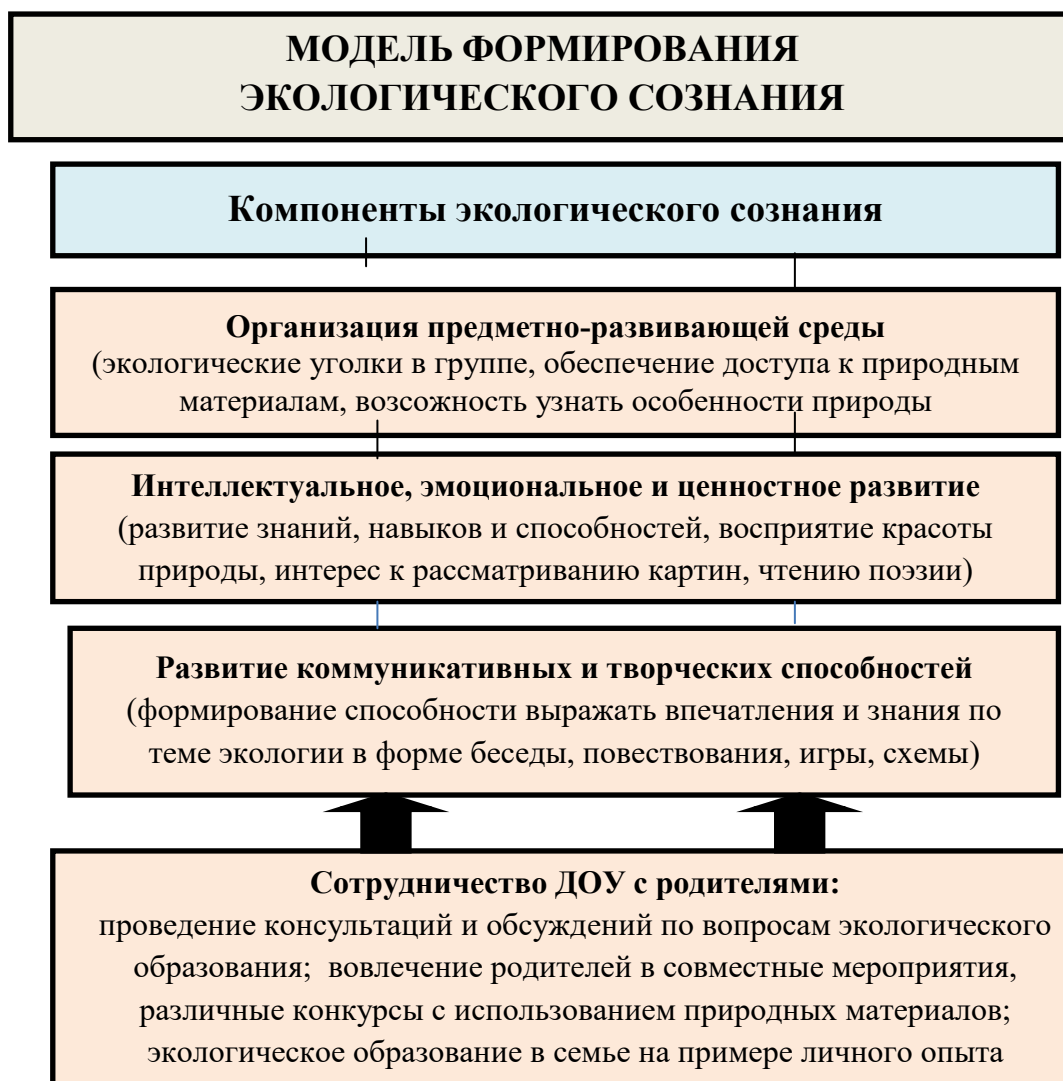 МОДЕЛЬ ФОРМИРОВАНИЯ
ЭКОЛОГИЧЕСКОГО СОЗНАНИЯ
Компоненты экологического сознания
Организация предметно-развивающей среды
(экологические уголки в группе, обеспечение доступа к природным
материалам, возсожность узнать особенности природы
Интеллектуальное, эмоциональное и ценностное развитие
(развитие знаний, навыков и способностей, восприятие красоты
природы, интерес к рассматриванию картин, чтению поэзии)
Развитие коммуникативных и творческих способностей
(формирование способности выражать впечатления и знания по
теме экологии в форме беседы, повествования, игры, схемы)
Сотрудничество ДОУ с родителями:
проведение консультаций и обсуждений по вопросам экологического
образования; вовлечение родителей в совместные мероприятия,
различные конкурсы с использованием природных материалов;
экологическое образование в семье на примере личного опыта